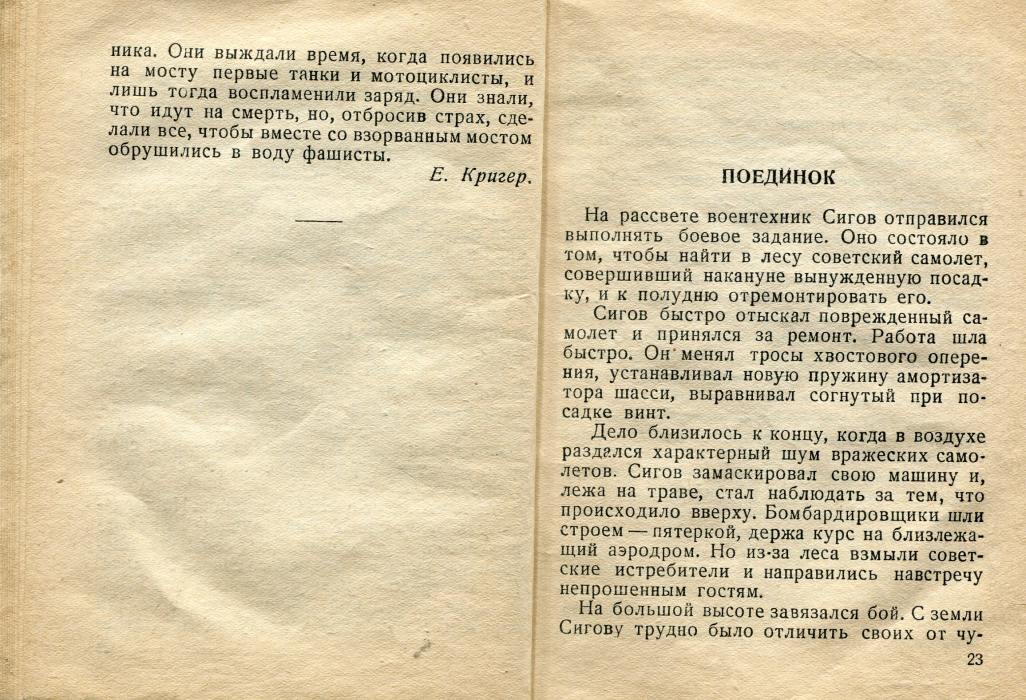 ника. Они выждали время, когда появились
на мосту первые танки и мотоциклисты, и
лишь тогда воспламенили заряд. Они знали,
что идут на смерть, но, отбросив страх, сде-
лали все, чтобы вместе со взорванным мостом
обрушились в воду фашисты.
Е. Кригер.
ПОЕДИНОК
На рассвете воентехник Сигов отправился
выполнять боевое задание. Оно состояло в
том, чтобы найти в лесу советский самолет,
совершивший накануне вынужденную посад-
ку, и к полудню отремонтировать его.
Сигов быстро отыскал поврежденный са-
молет и принялся за ремонт. Работа шла
быстро. Он менял тросы хвостового опере-
ния, устанавливал новую пружину амортиза-
тора шасси, выравнивал согнутый при по-
садке винт.
Дело близилось к концу, когда в воздухе
раздался характерный шум вражеских само-
летов. Сигов замаскировал свою машину и,
лежа на траве, стал наблюдать за тем, что
происходило вверху. Бомбардировщики шли
строем — пятеркой, держа курс на близлежа-
щий аэродром. Но из-за леса взмыли совет-
ские истребители и направились навстречу
непрошенным гостям.
На большой высоте завязался бой. С земли
Сигову трудно было отличить своих от чу-
23